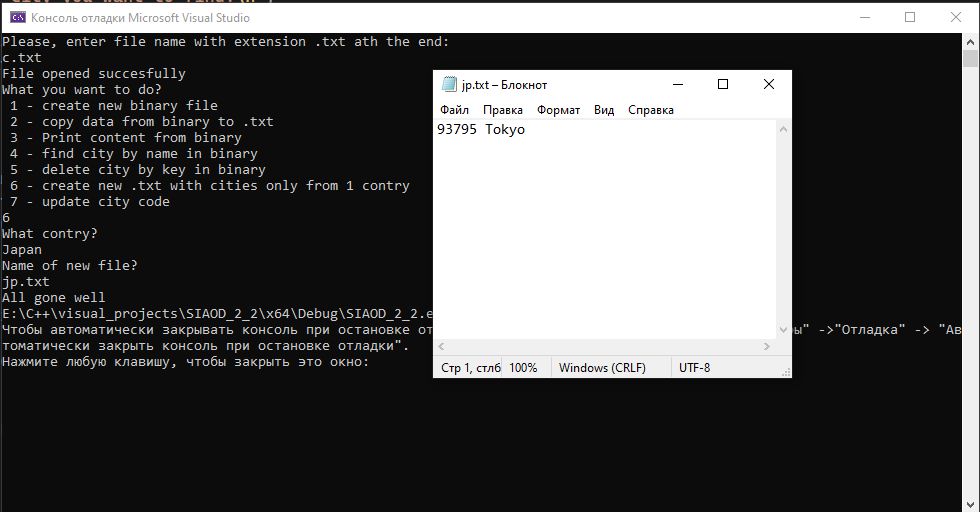 Консоль отладки Microsoft Visual Studio
Please, enter file name with extension .txt ath the end:
c.txt
File opened succesfully
What you want to do?
1 - create new binary file
2 - copy data from binary to .txt
3 - Print content from binary
4 - find city by name in binary
5 - delete city by key in binary
6 - create new .txt with cities only from 1 contry
7 - update city code
6
What contry?
Japan
Name of new file?
jp.txt
All gone well
E:\C++\visual_projects\SIAOD_2_2\x64\Debug\SIAOD_2_2.e
Чтобы автоматически закрывать консоль при остановке от ры" ->"Отладка" -> "Ав
томатически закрыть консоль при остановке отладки".
Нажмите любую клавишу, чтобы закрыть это окно:
jp.txt – Блокнот
Файл Правка Формат Вид Справка
93795 Tokyo
Стр 1, стлб 100% Windows (CRLF) UTF-8